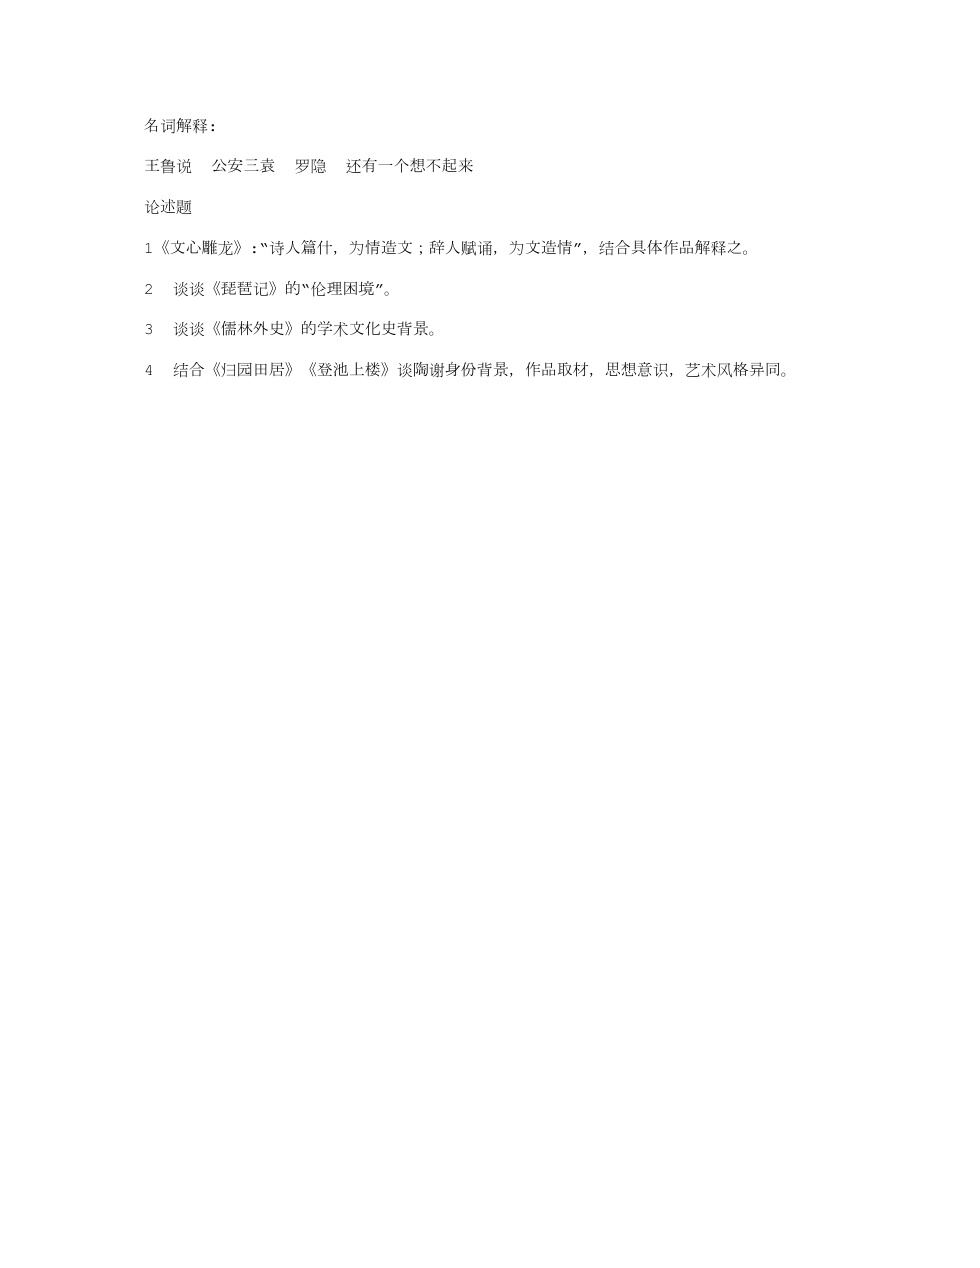 名词解释:
王鲁说  公安三袁  罗隐  还有一个想不起来
论述题
1《文心雕龙》:“诗人篇什, 为情造文;辞人赋诵, 为文造情”, 结合具体作品解释之。
2  谈谈《琵琶记》的“伦理困境”。
3  谈谈《儒林外史》的学术文化史背景。
4  结合《归园田居》《登池上楼》谈陶谢身份背景, 作品取材, 思想意识, 艺术风格异同。